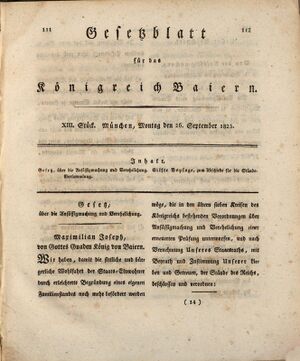 111
112
Gesetzblatt
für das
Königreich Baiern.
XIII. Stück. München, Montag den 26. September 1825.
Inhalt.
Gesetz, über die Ansässigmachung und Verehelichung. Eilfte Beylage, zum Abschiede für die Stände-
Versammlung.
Gesetz,
über die Ansässigmachung und Verehelichung.
Maximilian Joseph,
von Gottes Gnaden König von Baiern.
Wir haben, damit die sittliche und bür-
gerliche Wohlfahrt der Staats-Einwohner
durch erleichterte Begründung eines eigenen
Familienstandes noch mehr befördert werden
möge, die in den ältern sieben Kreisen des
Königreichs bestehenden Verordnungen über
Ansässigmachung und Verehelichung einer
erneuerten Prüfung unterworfen, und nach
Vernehmung Unseres Staatsraths, mit
Beyrath und Zustimmung Unserer Lie-
ben und Getreuen, der Stände des Reichs,
beschlossen und verordnen:
(14)